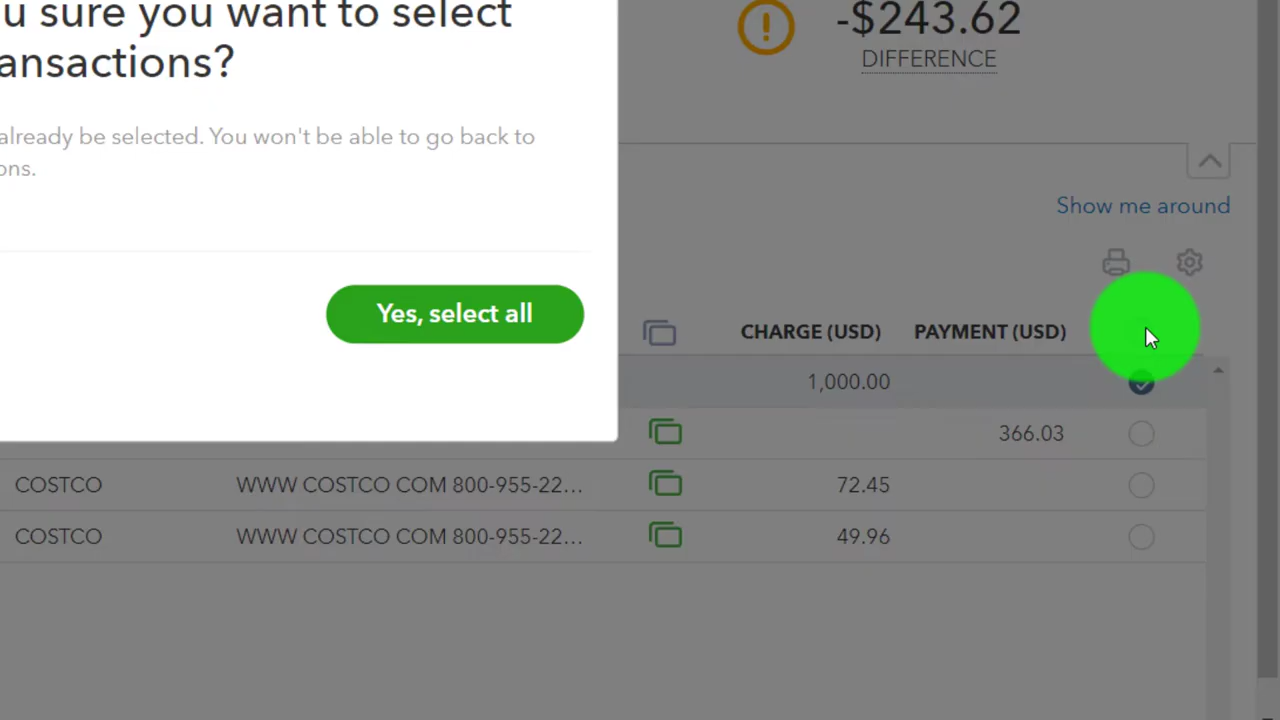 u sure you want to select
ansactions?
already be selected. You won't be able to go back to
ons.
Yes, select all
-$243.62
DIFFERENCE
Show me around
CHARGE (USD) PAYMENT (USD)
1,000.00
366.03
COSTCO WWW COSTCO COM 800-955-22... 72.45
COSTCO WWW COSTCO COM 800-955-22... 49.96